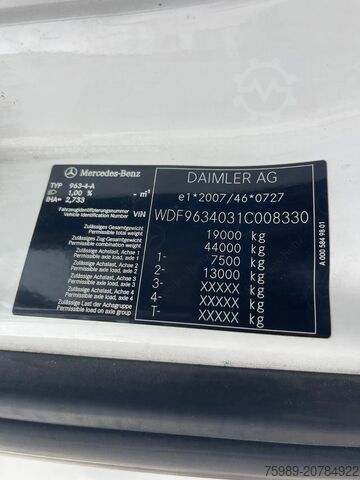 Mercedes-Benz DAIMLER AG
TYP 963-4-A
1,00 % - m⁻¹ e1*2007/46*0727
IHA= 2,733
Fahrzeugidentifizierungsnummer
Vehicle Identification Number VIN WDF9634031C008330
Zulässiges Gesamtgewicht
Permissible total weight 19000 kg
Zulässiges Zug-Gesamtgewicht
Permissible combination weight 44000 kg
Zulässige Achslast, Achse 1
Permissible axle load, axle 1 1- 7500 kg
Zulässige Achslast, Achse 2
Permissible axle load, axle 2 2- 13000 kg
Zulässige Achslast, Achse 3
Permissible axle load, axle 3 3- XXXXX kg
Zulässige Achslast, Achse 4
Permissible axle load, axle 4 4- XXXXX kg
Zulässige Last der Achsgruppe
Permissible load on axle group T- XXXXX kg
A 000 584 98 01
75989-20784922